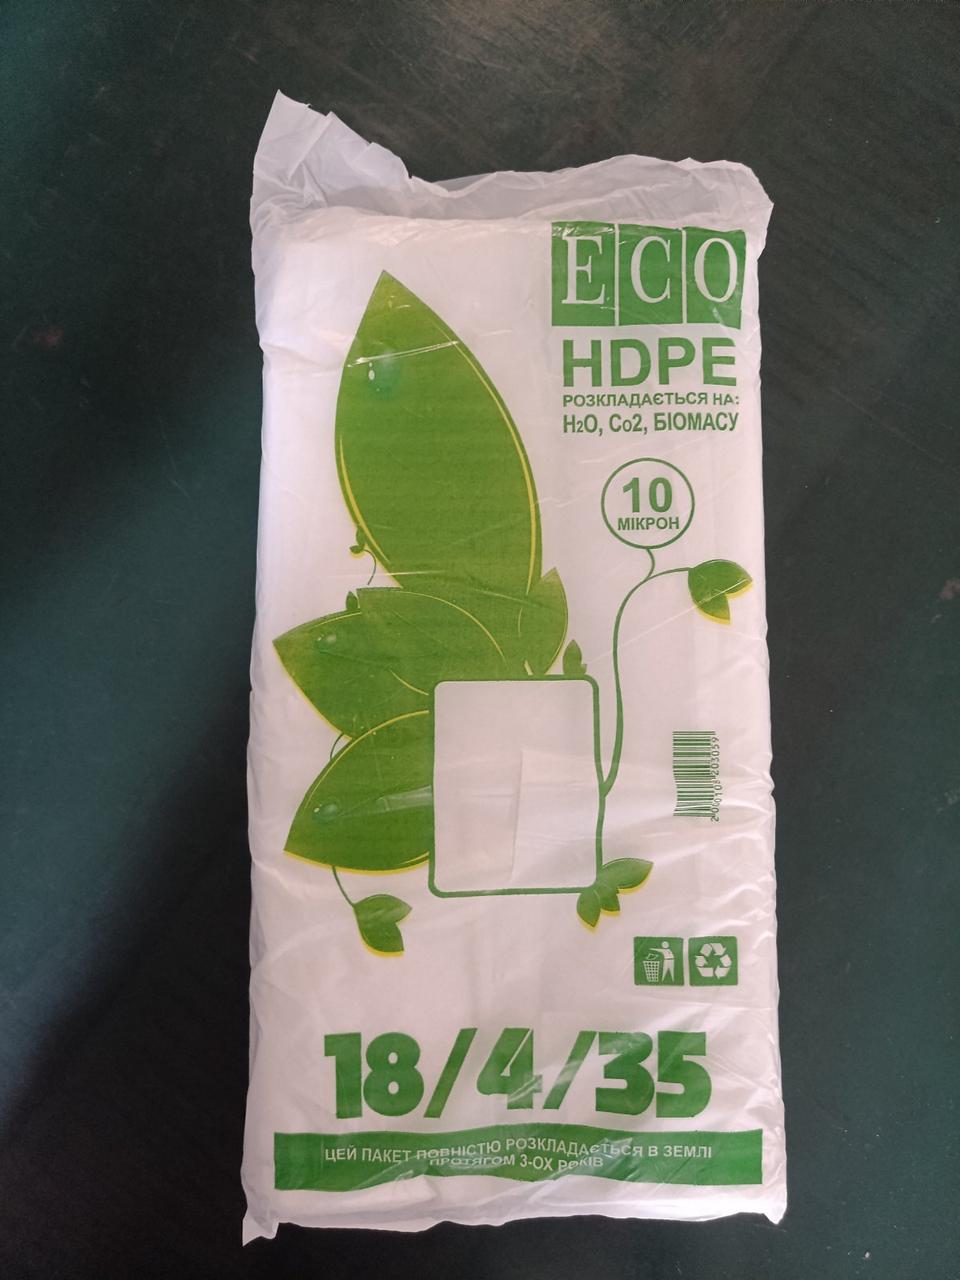 ECO
HDPE
РОЗКЛАДАЄТЬСЯ НА:
H2O, Co2, БІОМАСУ
10
МІКРОН
2000108203059
18/4/35
ЦЕЙ ПАКЕТ ПОВНІСТЮ РОЗКЛАДАЄТЬСЯ В ЗЕМЛІ
ПРОТЯГОМ 3-ОХ РОКІВ